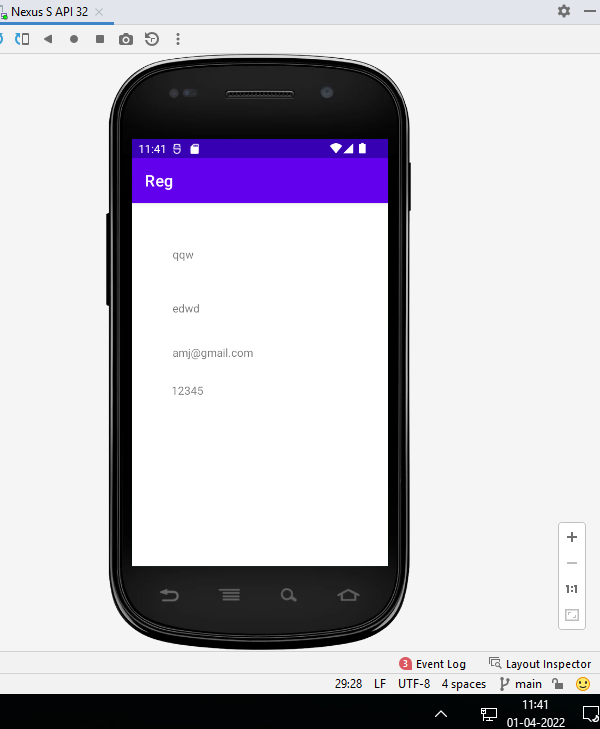 Nexus S API 32
11:41
Reg
qqw
edwd
amj@gmail.com
12345
1:1
3 Event Log Layout Inspector
29:28 LF UTF-8 4 spaces main
11:41
01-04-2022